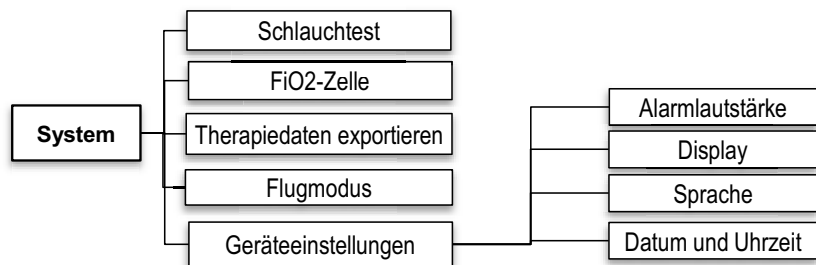 System
Schlauchtest
FiO2-Zelle
Therapiedaten exportieren
Flugmodus
Geräteeinstellungen
Alarmlautstärke
Display
Sprache
Datum und Uhrzeit